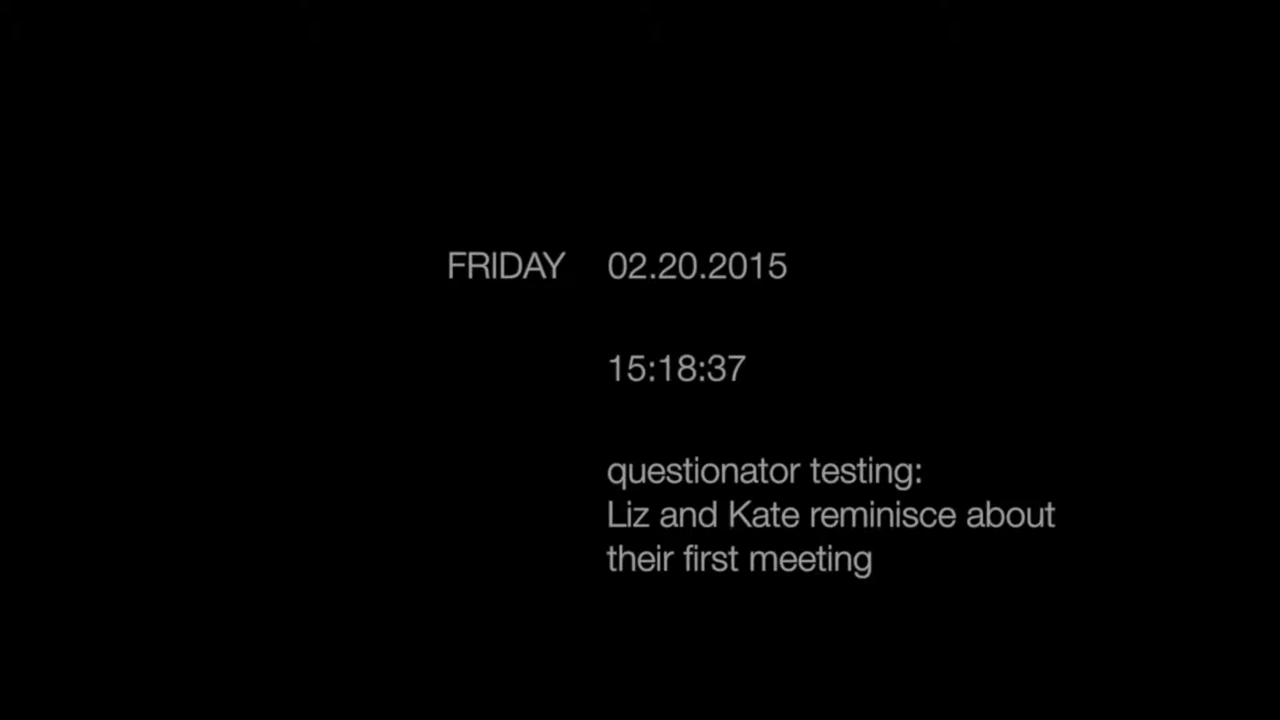 FRIDAY 02.20.2015
15:18:37
questionator testing:
Liz and Kate reminisce about
their first meeting